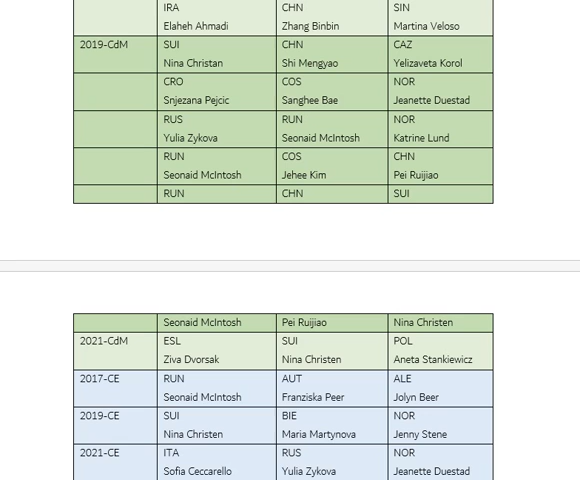 IRA CHN SIN
Elaheh Ahmadi Zhang Binbin Martina Veloso
2019-CdM SUI CHN CAZ
Nina Christan Shi Mengyao Yelizaveta Korol
CRO COS NOR
Snjezana Pejcic Sanghee Bae Jeanette Duestad
RUS RUN NOR
Yulia Zykova Seonaid McIntosh Katrine Lund
RUN COS CHN
Seonaid McIntosh Jehee Kim Pei Ruijiao
RUN CHN SUI
Seonaid McIntosh Pei Ruijiao Nina Christen
2021-CdM ESL SUI POL
Ziva Dvorsak Nina Christen Aneta Stankiewicz
2017-CE RUN AUT ALE
Seonaid McIntosh Franziska Peer Jolyn Beer
2019-CE SUI BIE NOR
Nina Christen Maria Martynova Jenny Stene
2021-CE ITA RUS NOR
Sofia Ceccarello Yulia Zykova Jeanette Duestad